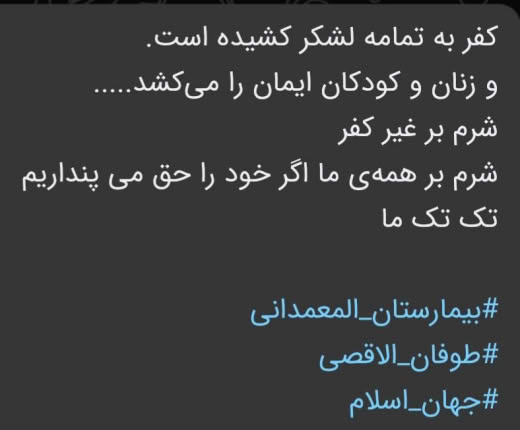 کفر به تمامه لشکر کشیده است.
و زنان و کودکان ایمان را می‌کشد.....
شرم بر غیر کفر
شرم بر همه‌ی ما اگر خود را حق می پنداریم
تک تک ما
#بیمارستان_المعمدانی
#طوفان_الاقصی
#جهان_اسلام